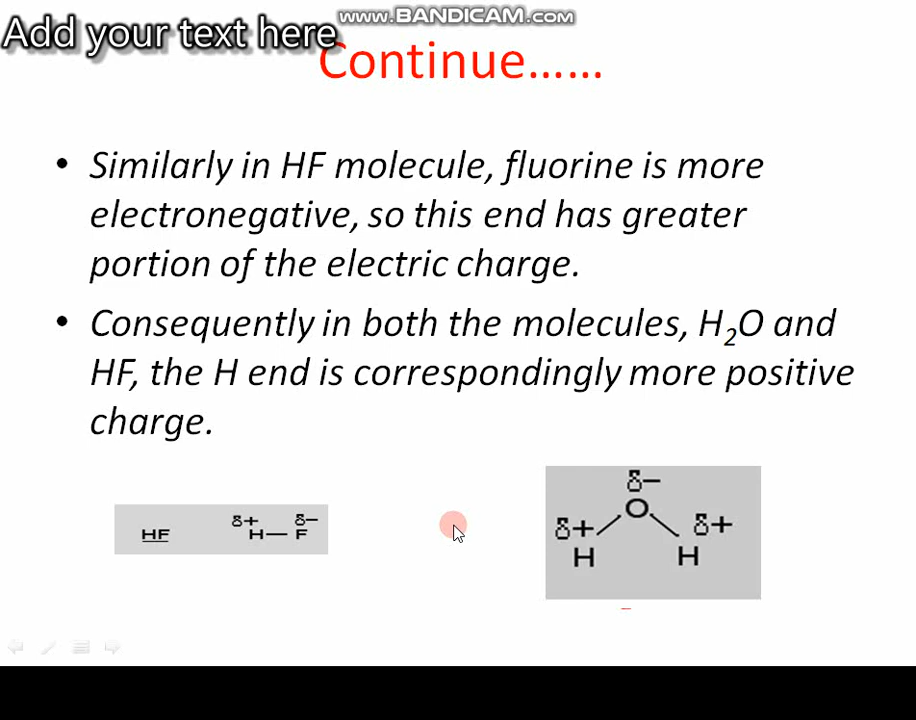 www.BANDICAM.com
Add your text here
Continue......
• Similarly in HF molecule, fluorine is more
electronegative, so this end has greater
portion of the electric charge.
• Consequently in both the molecules, H₂O and
HF, the H end is correspondingly more positive
charge.
HF δ+ H—F δ−
δ−
O
δ+ δ+
H H